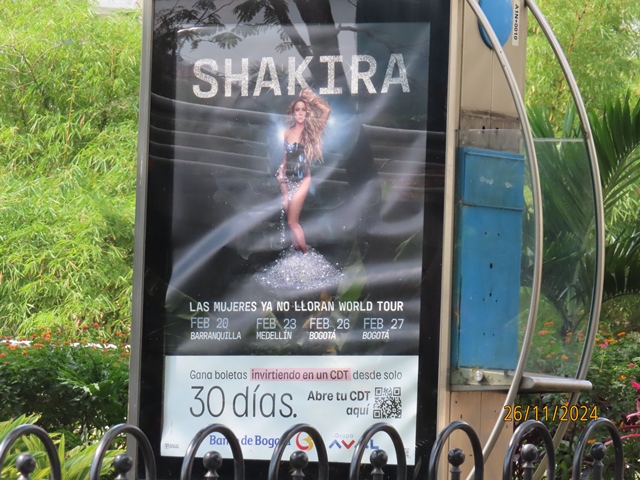 SHAKIRA
LAS MUJERES YA NO LLORAN WORLD TOUR
FEB 20 FEB 23 FEB 26 FEB 27
BARRANQUILLA MEDELLÍN BOGOTÁ BOGOTÁ
Gana boletas invirtiendo en un CDT desde solo
30 días.
Abre tu CDT
aquí
Banco de Bogotá
Grupo
AVAL
26/11/2024